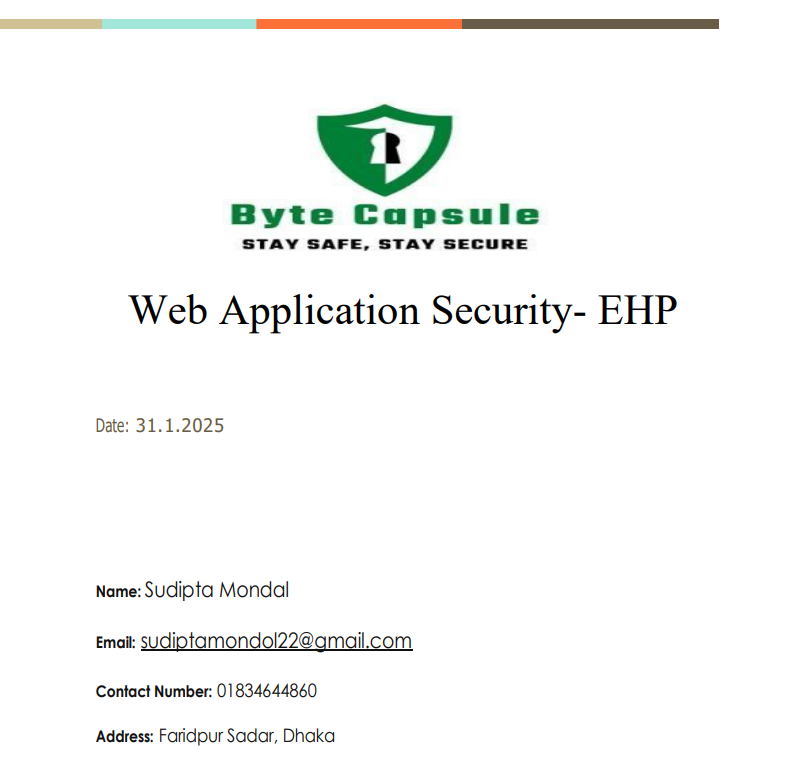 Byte Capsule
STAY SAFE, STAY SECURE
Web Application Security- EHP
Date: 31.1.2025
Name: Sudipta Mondal
Email: sudiptamondol22@gmail.com
Contact Number: 01834644860
Address: Faridpur Sadar, Dhaka